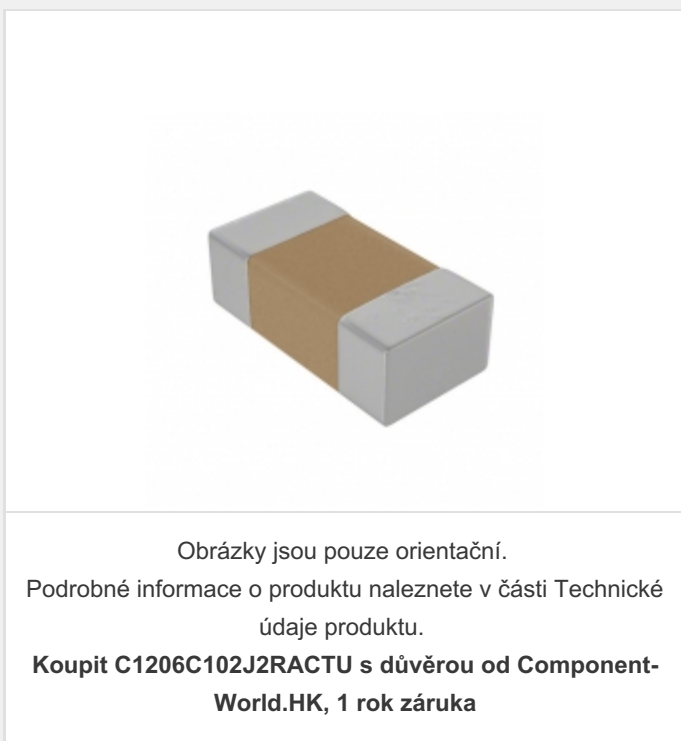 Obrázky jsou pouze orientační.
Podrobné informace o produktu naleznete v části Technické
údaje produktu.
Koupit C1206C102J2RACTU s důvěrou od Component-
World.HK, 1 rok záruka